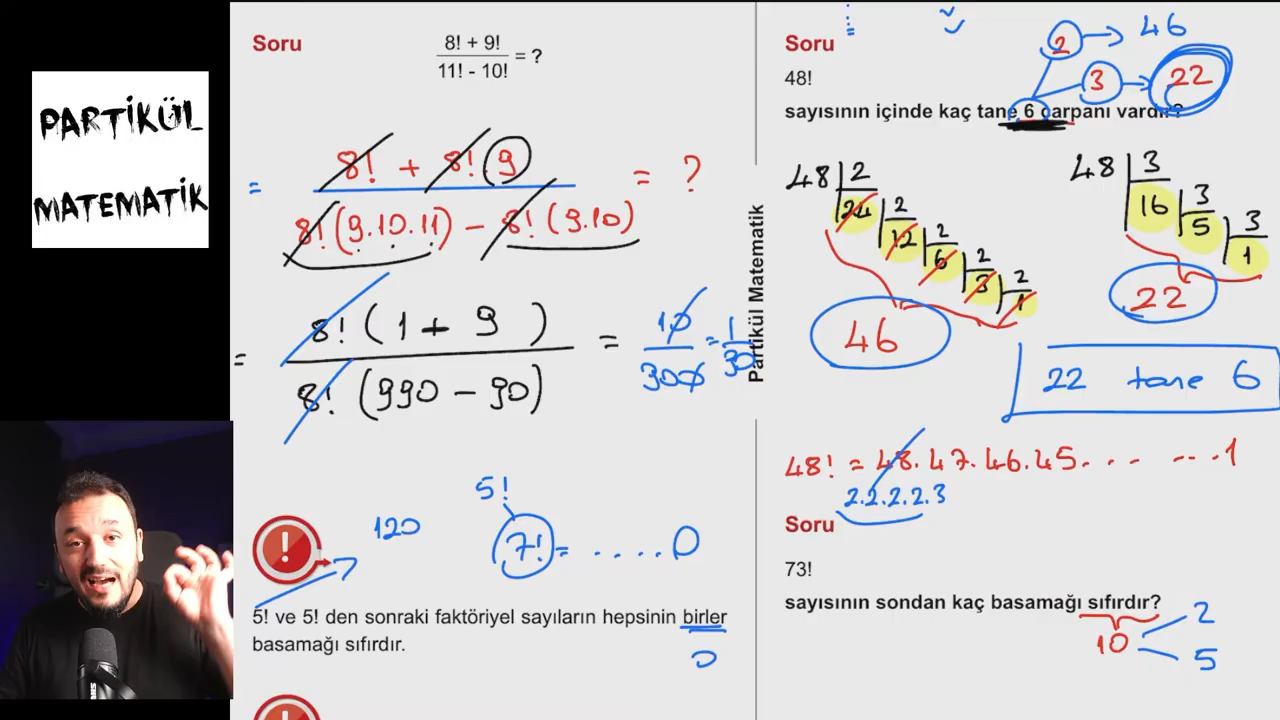 PARTİKÜL
MATEMATİK
Soru
8! + 9!
11! - 10!
= ?
= 8! + 8! 9
8! (9.10.11) - 8! (9.10)
= ?
= 8! (1 + 9)
8! (990 - 90)
= 10
300
= 1
30
120
5!
7! = . . . . . 0
5! ve 5! den sonraki faktöriyel sayıların hepsinin birler
basamağı sıfırdır.
0
Partikül Matematik
Soru
48!
sayısının içinde kaç tane 6 çarpanı vardır?
2 → 46
3 → 22
48 2
24 2
12 2
6 2
3 2
1
46
48 3
16 3
5 3
1
22
22 tane 6
48! = 48.47.46.45. . . . . . . 1
2.2.2.2.3
Soru
73!
sayısının sondan kaç basamağı sıfırdır?
10
2
5